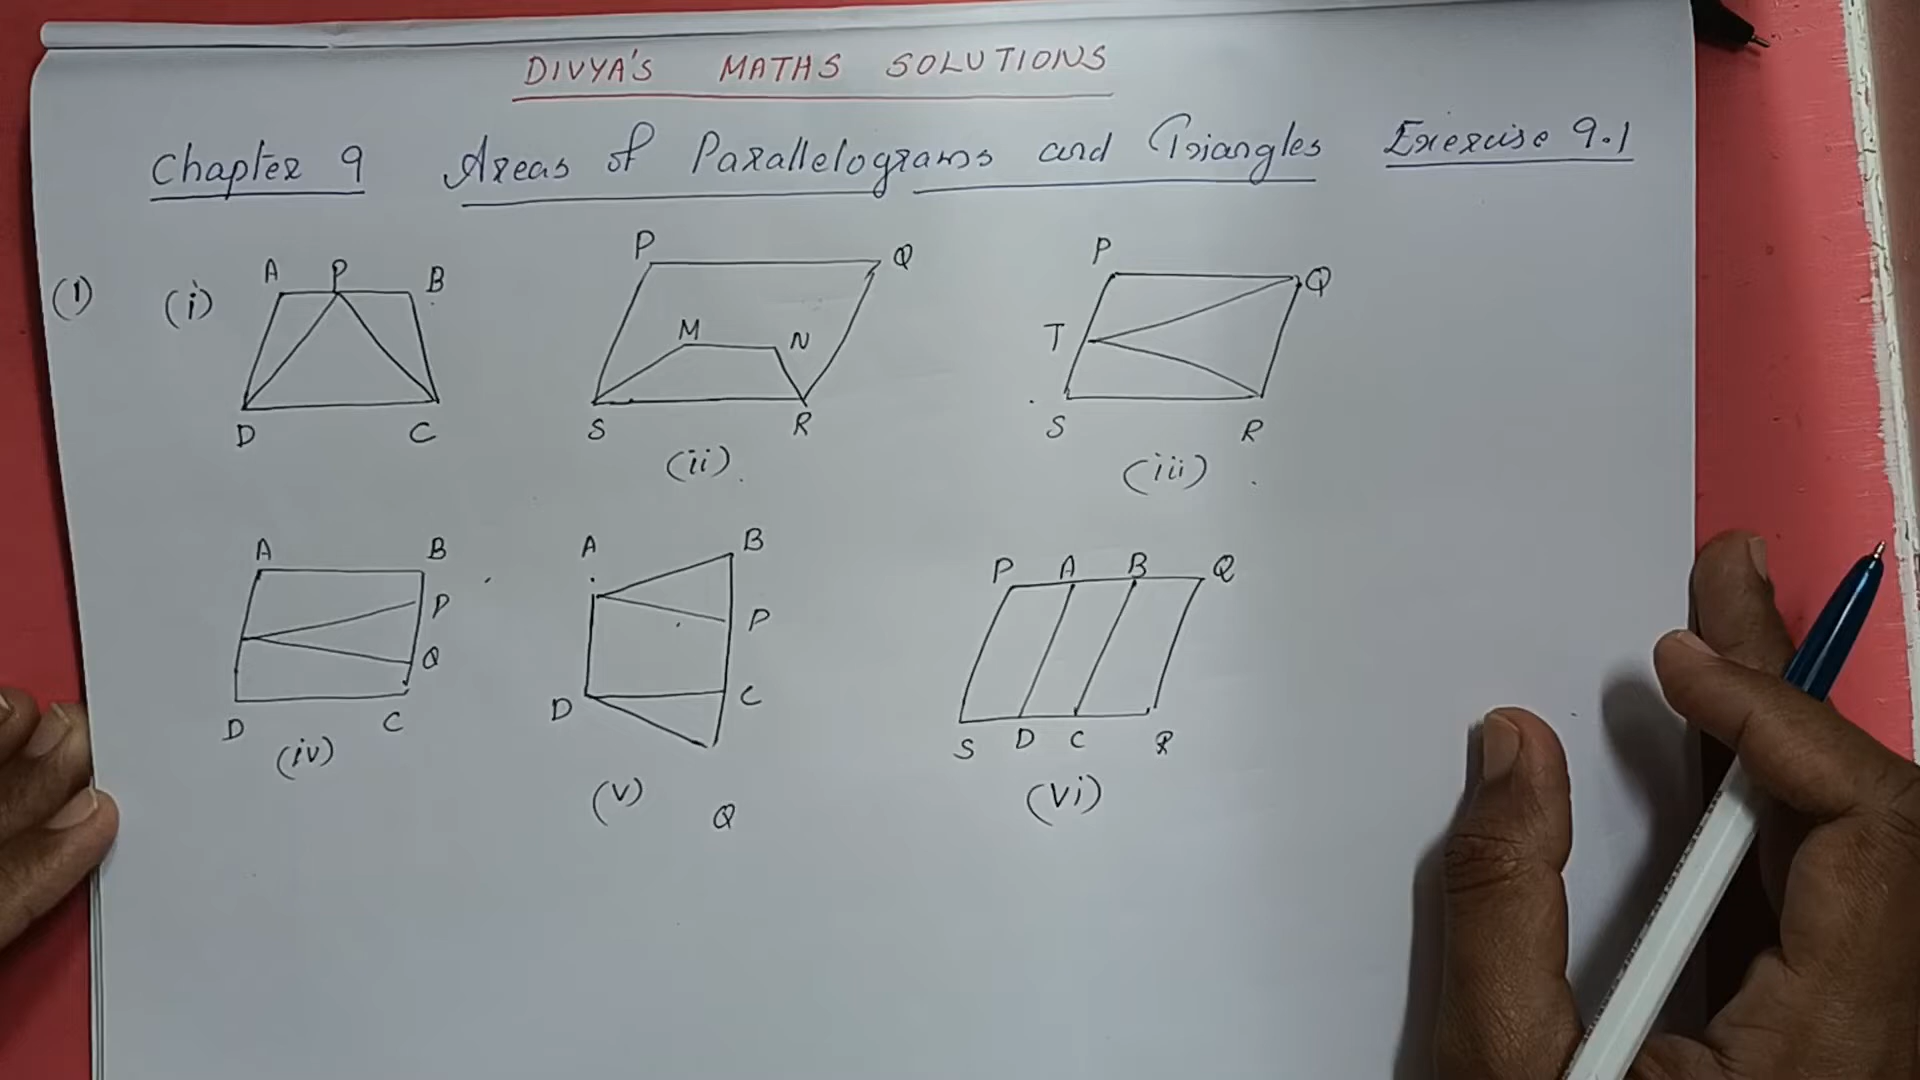 DIVYA'S MATHS SOLUTIONS
Chapter 9 Areas of Parallelograms and Triangles Exercise 9.1
(1) (i) A P B
D C
P Q
M N
S R
(ii)
P Q
T
S R
(iii)
A B
P
Q
D C
(iv)
A B
P
D C
(v) Q
P A B Q
S D C R
(vi)